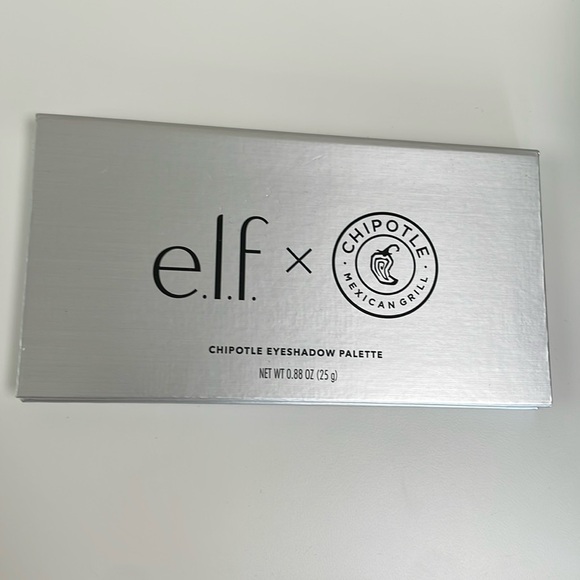 e.l.f. × CHIPOTLE
MEXICAN GRILL
CHIPOTLE EYESHADOW PALETTE
NET WT 0.88 OZ (25 g)